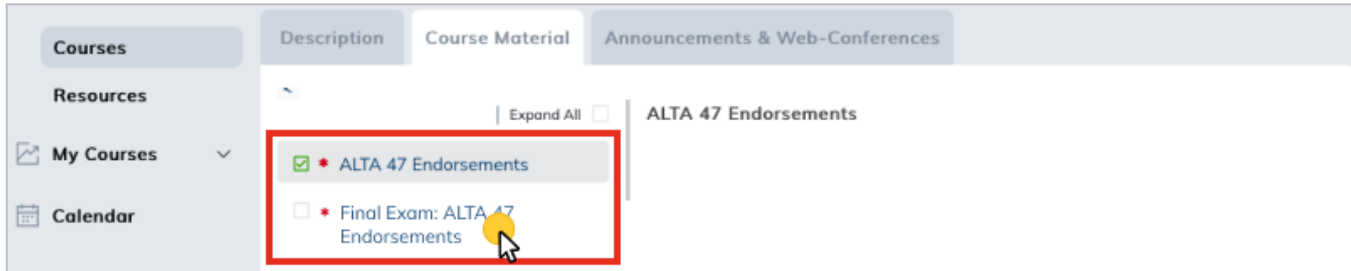 Courses
Resources
My Courses
Calendar
Description
Course Material
Announcements & Web-Conferences
Expand All
ALTA 47 Endorsements
* ALTA 47 Endorsements
* Final Exam: ALTA 47
Endorsements